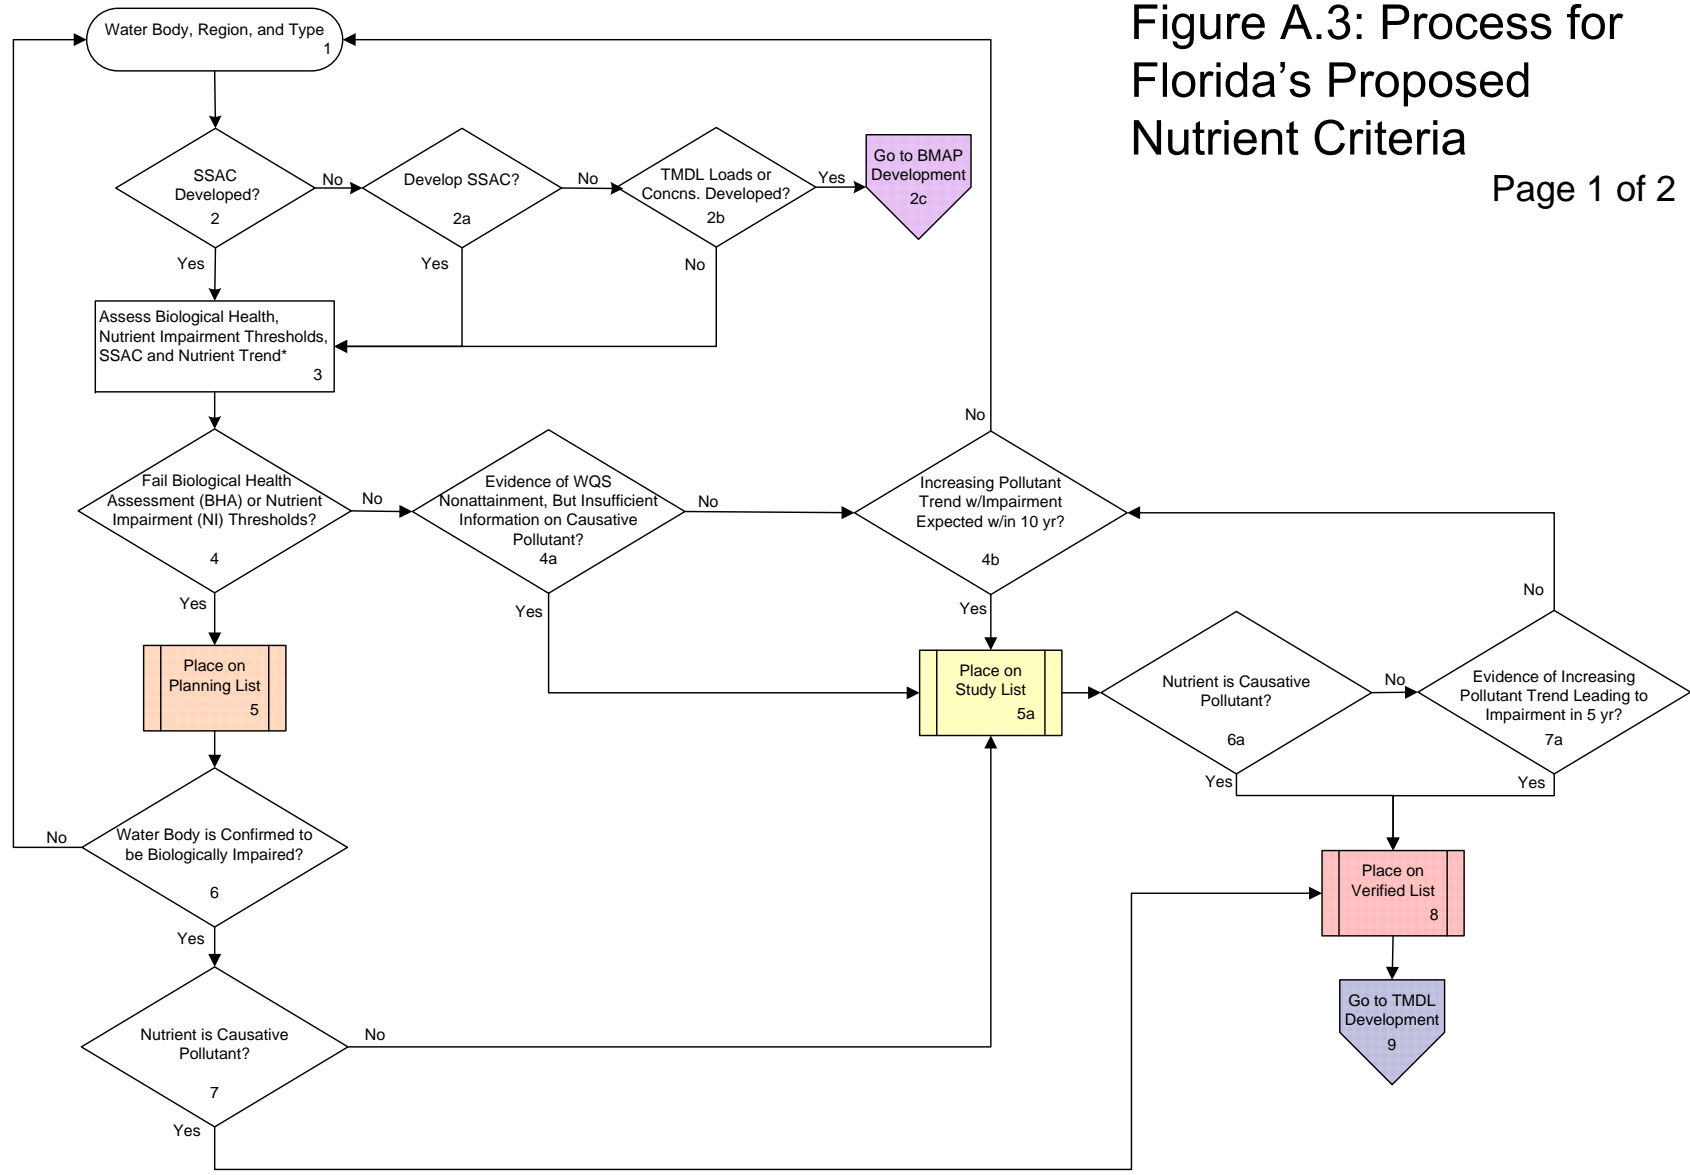 Figure A.3: Process for
Florida's Proposed
Nutrient Criteria
Page 1 of 2
Water Body, Region, and Type
1
SSAC
Developed?
2
No
Yes
Develop SSAC?
2a
No
Yes
TMDL Loads or
Concns. Developed?
2b
Yes
No
Go to BMAP
Development
2c
Assess Biological Health,
Nutrient Impairment Thresholds,
SSAC and Nutrient Trend*
3
Fail Biological Health
Assessment (BHA) or Nutrient
Impairment (NI) Thresholds?
4
No
Yes
Evidence of WQS
Nonattainment, But Insufficient
Information on Causative
Pollutant?
4a
No
Yes
No
Increasing Pollutant
Trend w/Impairment
Expected w/in 10 yr?
4b
Yes
Place on
Planning List
5
Place on
Study List
5a
Nutrient is Causative
Pollutant?
6a
No
Yes
No
Evidence of Increasing
Pollutant Trend Leading to
Impairment in 5 yr?
7a
Yes
No
Water Body is Confirmed to
be Biologically Impaired?
6
Yes
Place on
Verified List
8
Nutrient is Causative
Pollutant?
7
No
Yes
Go to TMDL
Development
9